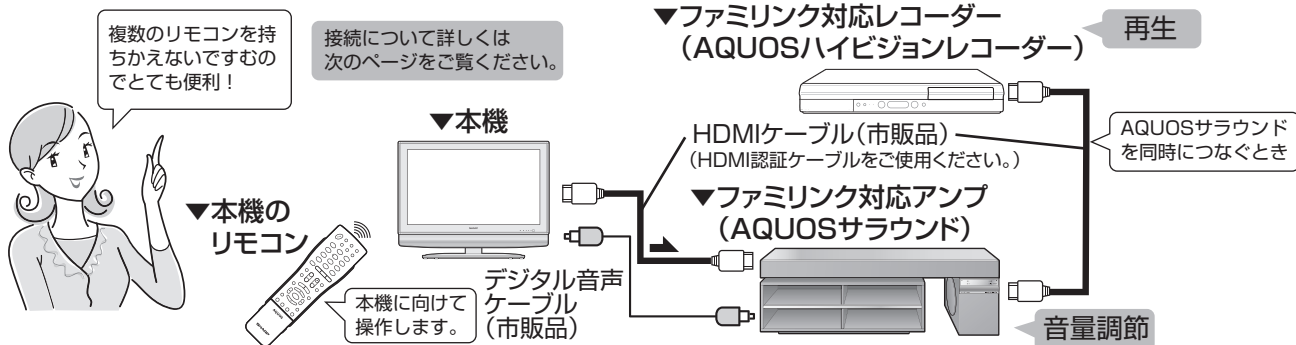 複数のリモコンを持
ちかえないですむの
でとても便利！
接続について詳しくは
次のページをご覧ください。
▼ファミリンク対応レコーダー
（AQUOSハイビジョンレコーダー）
再生
▼本機
HDMIケーブル（市販品）
（HDMI認証ケーブルをご使用ください。）
AQUOSサラウンド
を同時につなぐとき
▼ファミリンク対応アンプ
（AQUOSサラウンド）
▼本機の
リモコン
デジタル音声
ケーブル
（市販品）
本機に向けて
操作します。
音量調節